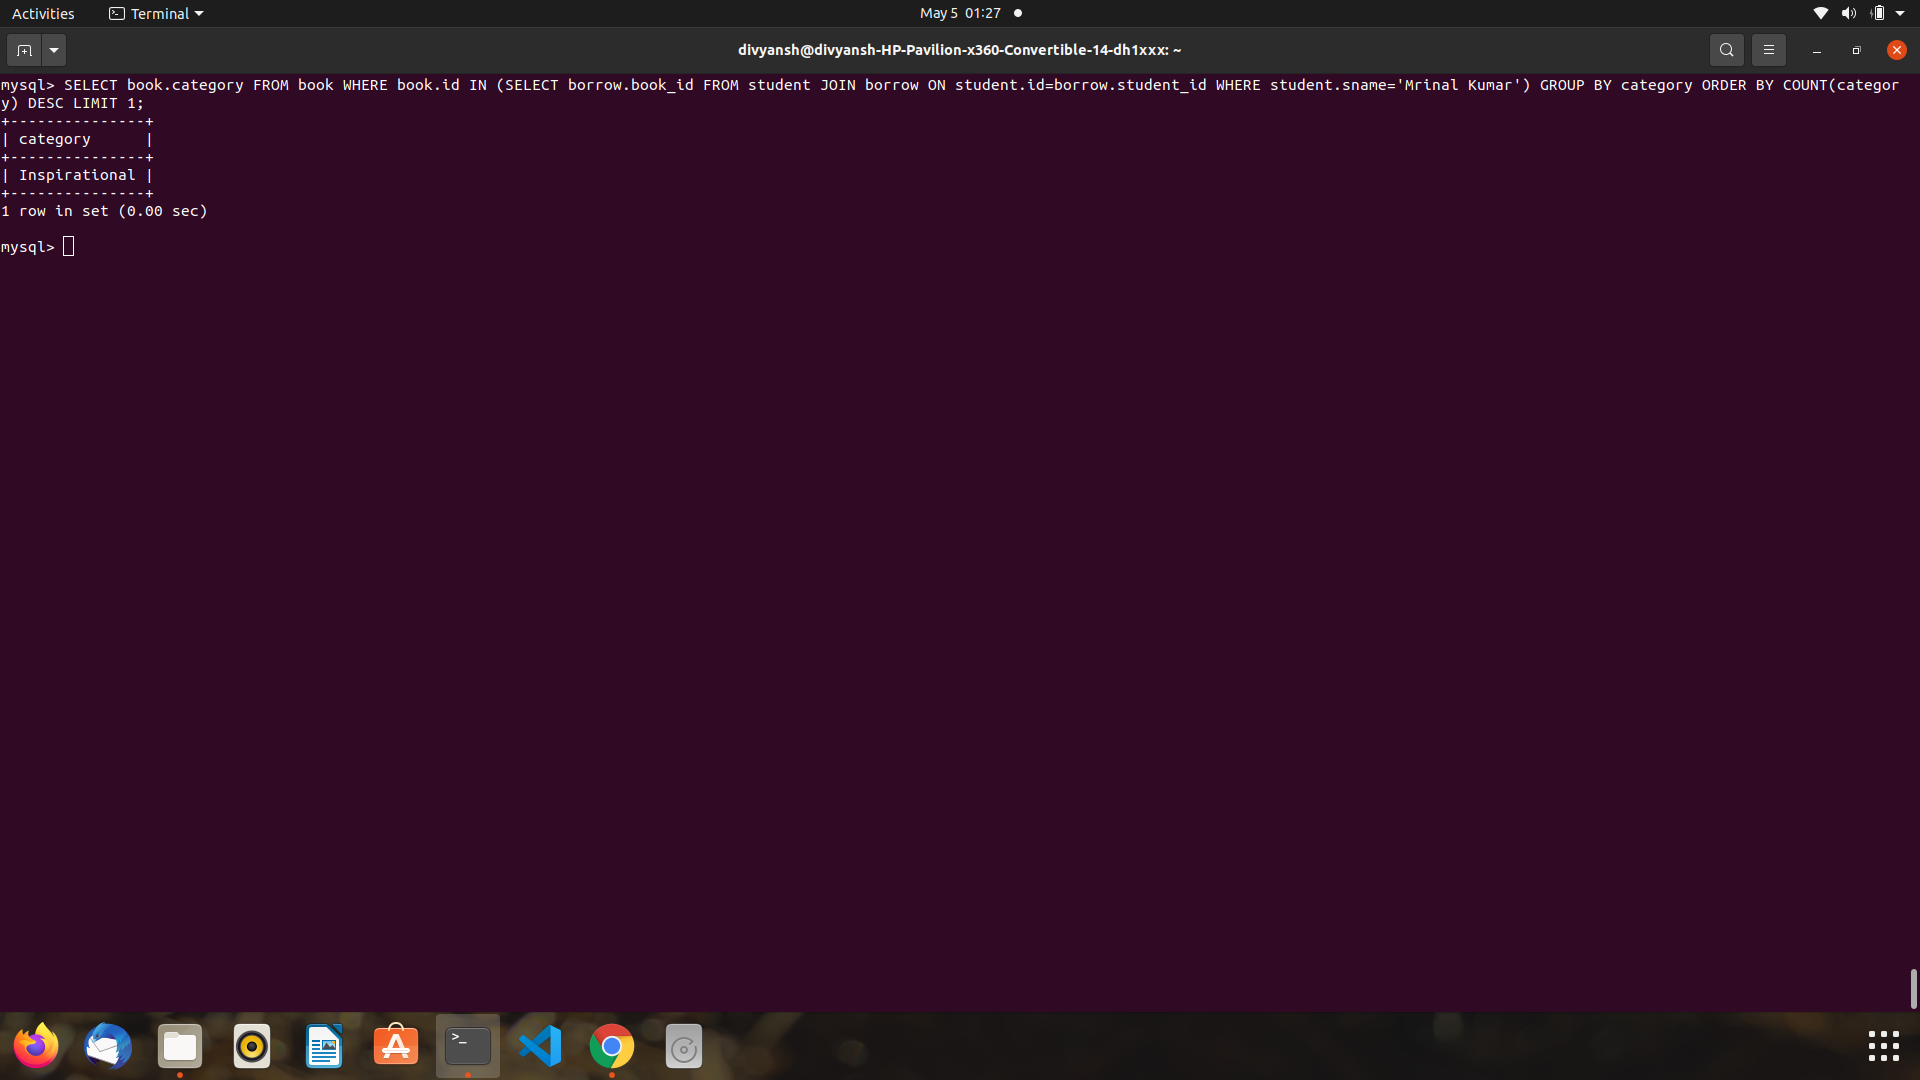 Activities Terminal May 5 01:27
divyansh@divyansh-HP-Pavilion-x360-Convertible-14-dh1xxx: ~
mysql> SELECT book.category FROM book WHERE book.id IN (SELECT borrow.book_id FROM student JOIN borrow ON student.id=borrow.student_id WHERE student.sname='Mrinal Kumar') GROUP BY category ORDER BY COUNT(categor
y) DESC LIMIT 1;
+---------------+
| category      |
+---------------+
| Inspirational |
+---------------+
1 row in set (0.00 sec)
mysql>